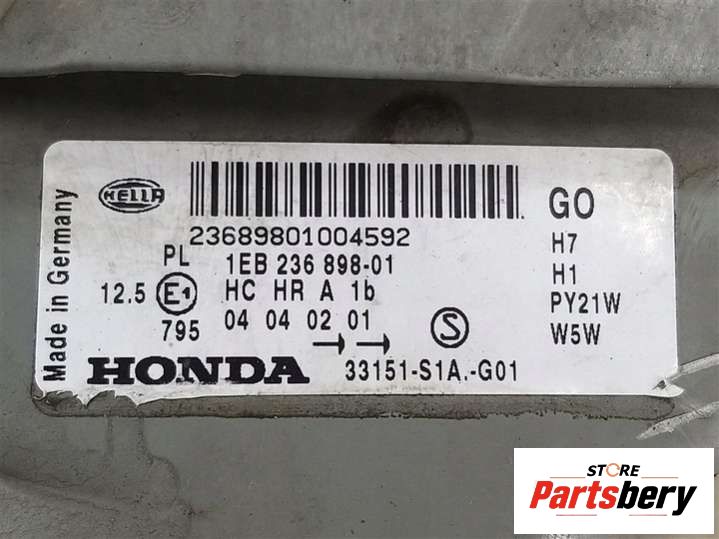 Made in Germany
HELLA
GO
23689801004592
PL 1EB 236 898-01
H7
12.5 E1 HC HR A 1b
H1
795 04 04 02 01 S
PY21W
HONDA 33151-S1A.-G01
W5W
STORE
Partsbery